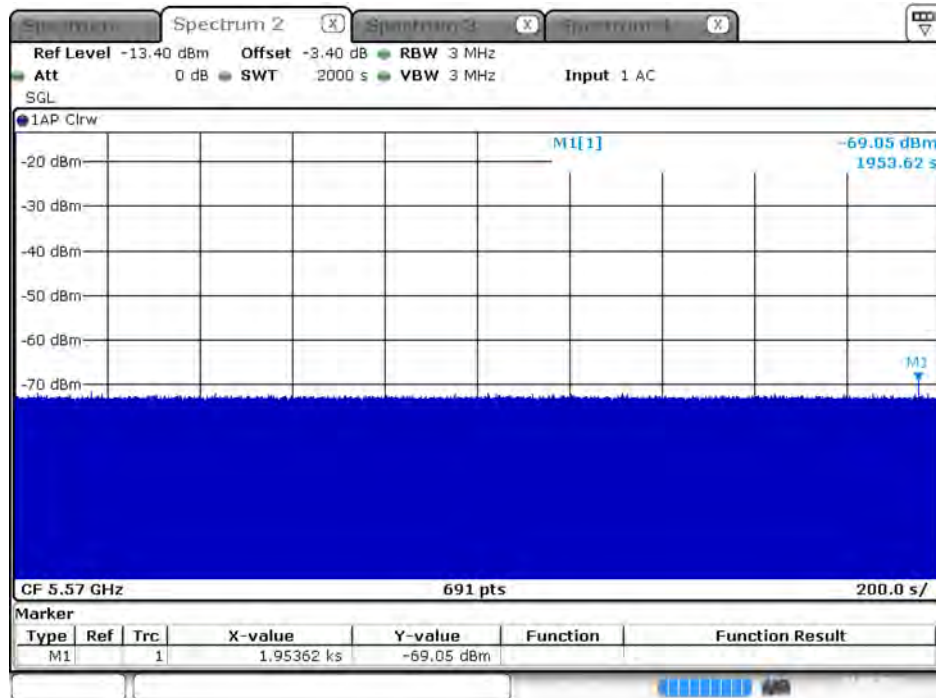 Spectrum 2
Ref Level -13.40 dBm Offset -3.40 dB RBW 3 MHz
Att 0 dB SWT 2000 s VBW 3 MHz Input 1 AC
SGL
1AP Clrw
M1[1] -69.05 dBm
1953.62 s
-20 dBm
-30 dBm
-40 dBm
-50 dBm
-60 dBm
M1
-70 dBm
CF 5.57 GHz 691 pts 200.0 s/
Marker
Type Ref Trc X-value Y-value Function Function Result
M1 1 1.95362 ks -69.05 dBm